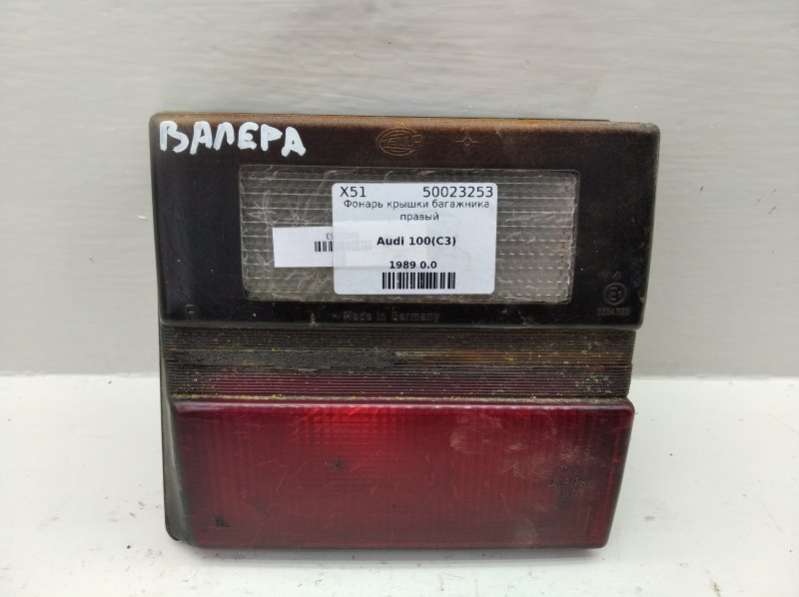 ВАЛЕРА
X51 50023253
Фонарь крышки багажника
правый
Audi 100(C3)
1989 0.0
Made in Germany